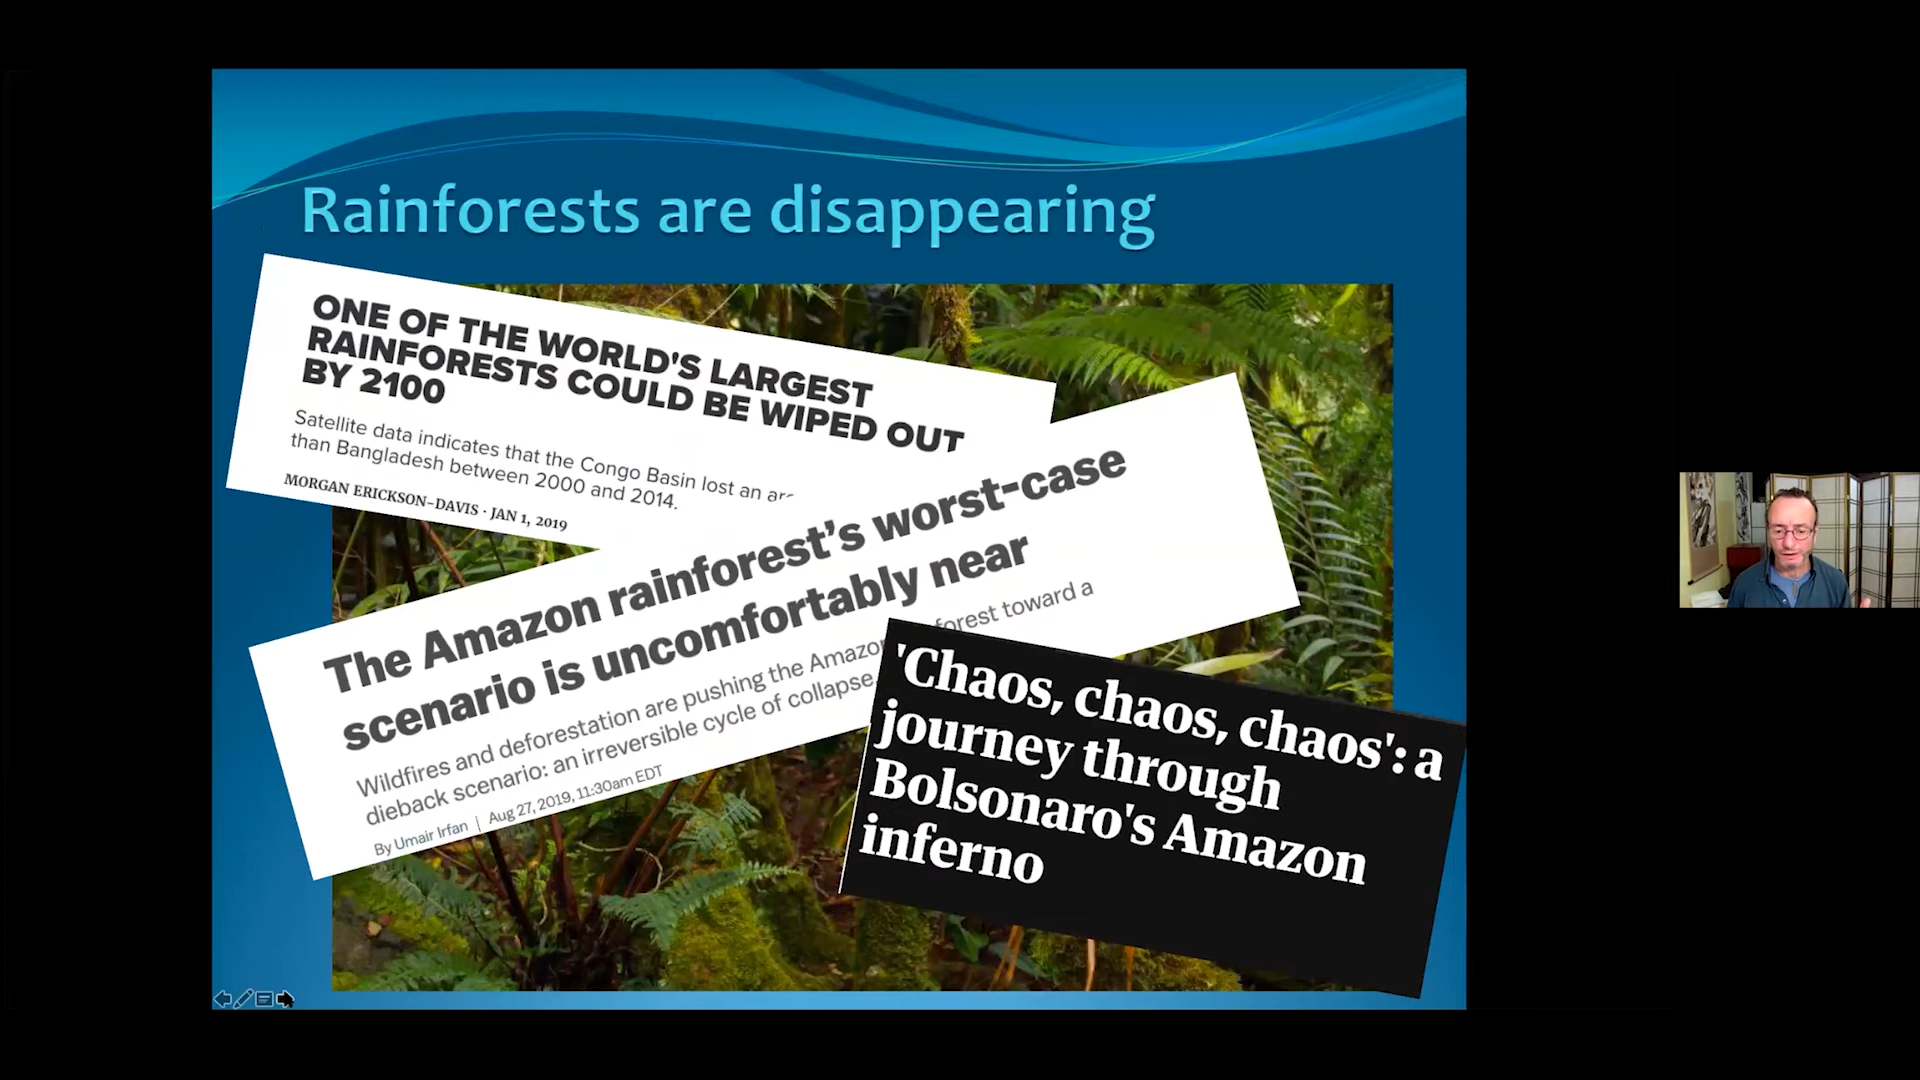 Rainforests are disappearing
ONE OF THE WORLD'S LARGEST
RAINFORESTS COULD BE WIPED OUT
BY 2100
Satellite data indicates that the Congo Basin lost an
than Bangladesh between 2000 and 2014.
MORGAN ERICKSON-DAVIS · JAN 1, 2019
The Amazon rainforest’s worst-case
scenario is uncomfortably near
Wildfires and deforestation are pushing the Amazon forest toward a
dieback scenario: an irreversible cycle of collapse.
By Umair Irfan | Aug 27, 2019, 11:30am EDT
'Chaos, chaos, chaos': a
journey through
Bolsonaro's Amazon
inferno